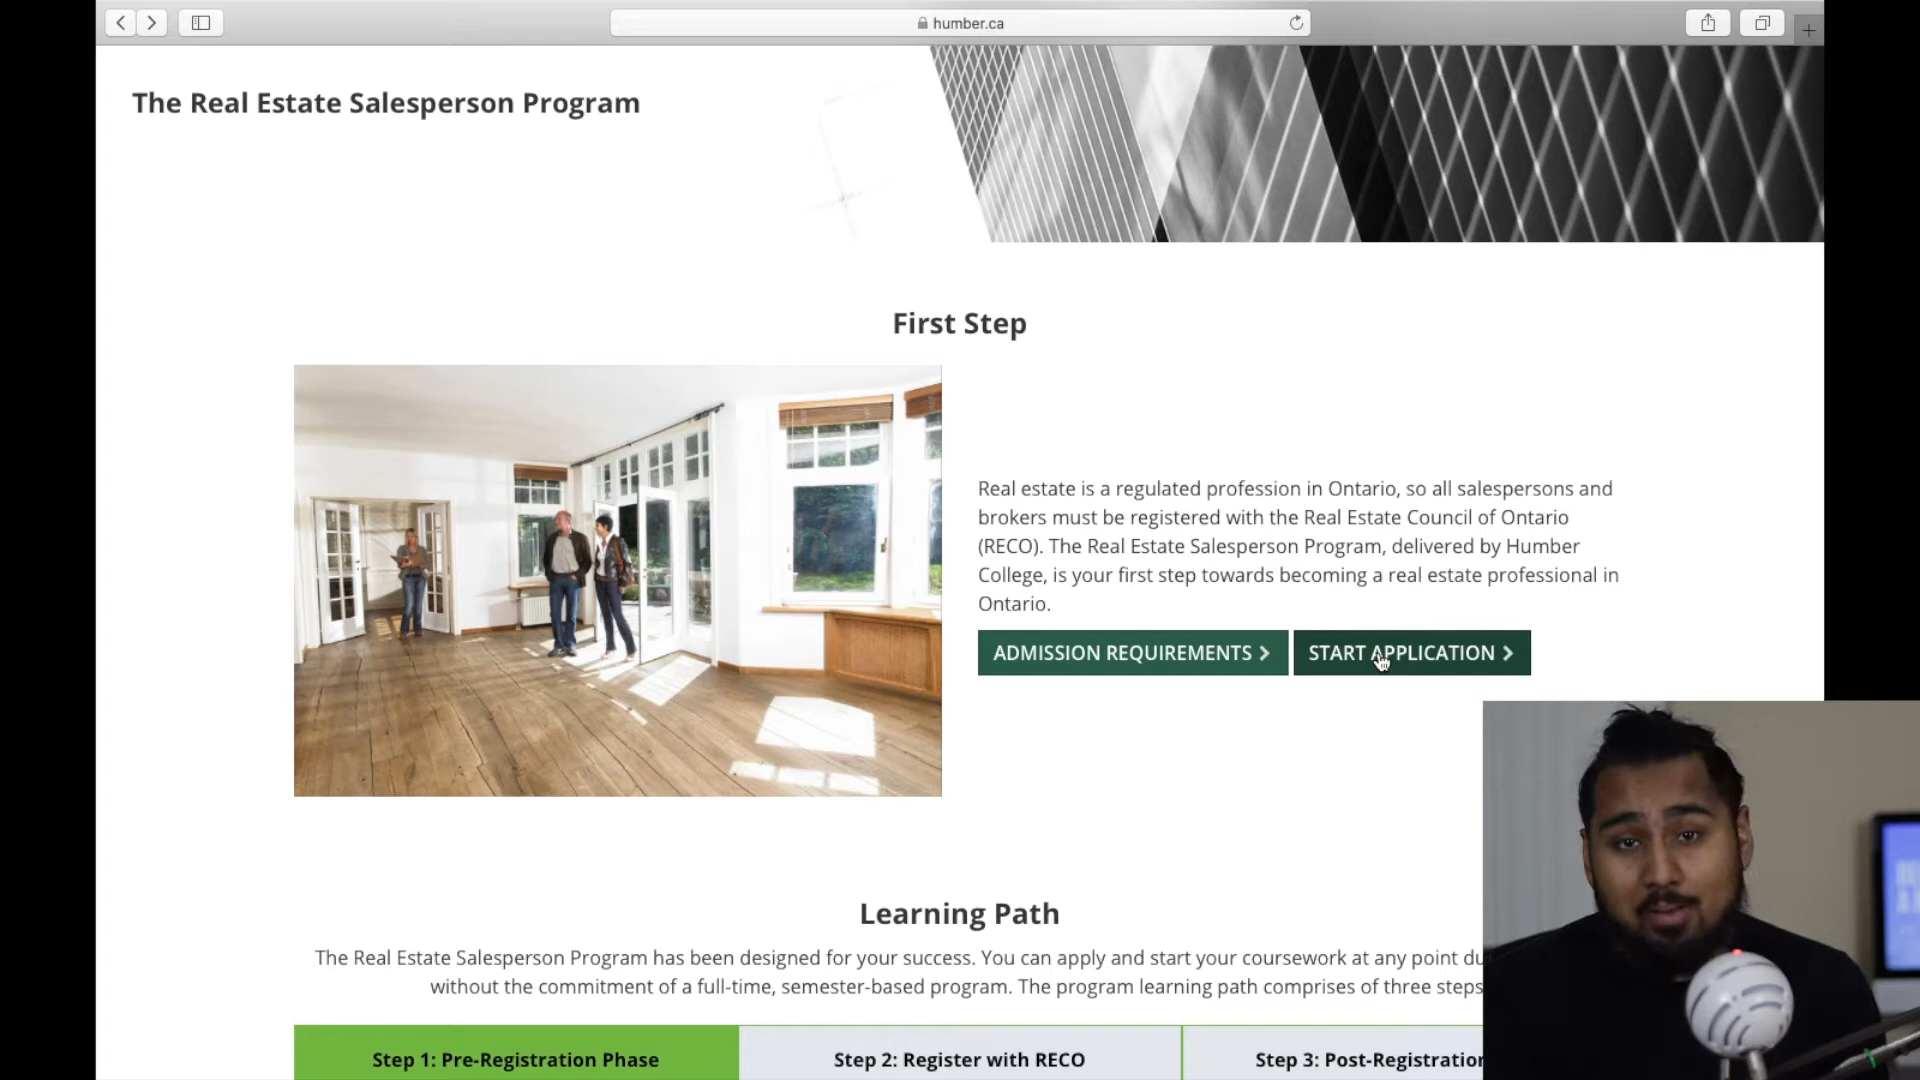 humber.ca
The Real Estate Salesperson Program
First Step
Real estate is a regulated profession in Ontario, so all salespersons and
brokers must be registered with the Real Estate Council of Ontario
(RECO). The Real Estate Salesperson Program, delivered by Humber
College, is your first step towards becoming a real estate professional in
Ontario.
ADMISSION REQUIREMENTS
START APPLICATION
Learning Path
The Real Estate Salesperson Program has been designed for your success. You can apply and start your coursework at any point
without the commitment of a full-time, semester-based program. The program learning path comprises of three steps
Step 1: Pre-Registration Phase
Step 2: Register with RECO
Step 3: Post-Registration